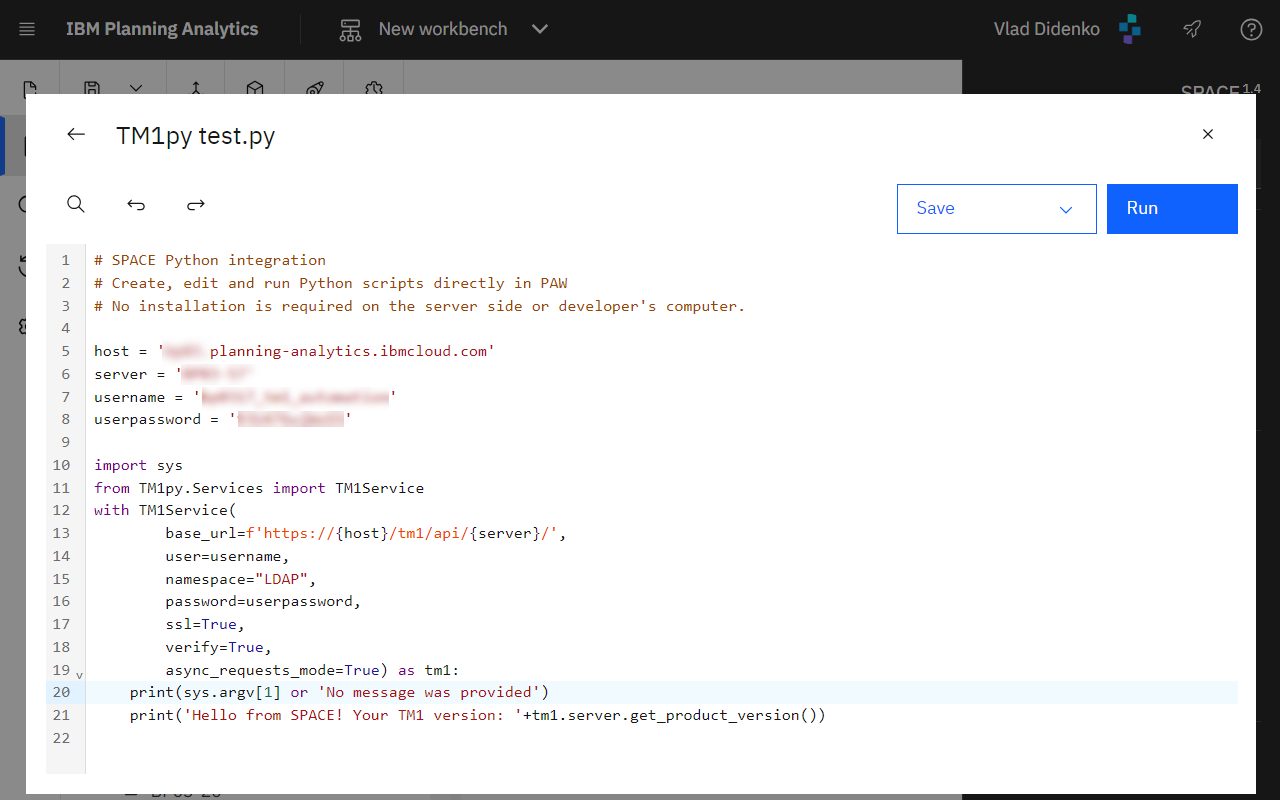 IBM Planning Analytics
New workbench
Vlad Didenko
SPACE 1.4
TM1py test.py
Save
Run
1 # SPACE Python integration
2 # Create, edit and run Python scripts directly in PAW
3 # No installation is required on the server side or developer's computer.
4
5 host = ' planning-analytics.ibmcloud.com'
6 server = '
7 username = ' '
8 userpassword = ' '
9
10 import sys
11 from TM1py.Services import TM1Service
12 with TM1Service(
13 base_url=f'https://{host}/tm1/api/{server}/',
14 user=username,
15 namespace="LDAP",
16 password=userpassword,
17 ssl=True,
18 verify=True,
19 async_requests_mode=True) as tm1:
20 print(sys.argv[1] or 'No message was provided')
21 print('Hello from SPACE! Your TM1 version: '+tm1.server.get_product_version())
22